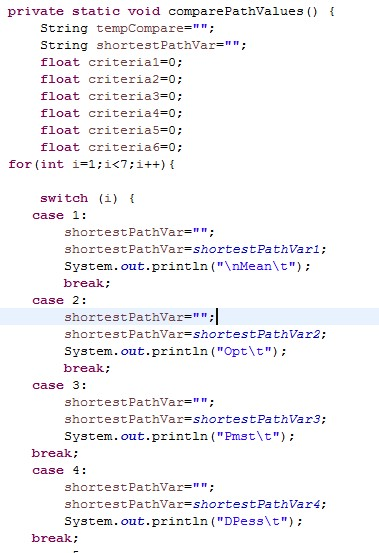 private static void comparePathValues() {
String tempCompare="";
String shortestPathVar="";
float criteria1=0;
float criteria2=0;
float criteria3=0;
float criteria4=0;
float criteria5=0;
float criteria6=0;
for(int i=1;i<7;i++){
switch (i) {
case 1:
shortestPathVar="";
shortestPathVar=shortestPathVar1;
System.out.println("\nMean\t");
break;
case 2:
shortestPathVar="";
shortestPathVar=shortestPathVar2;
System.out.println("Opt\t");
break;
case 3:
shortestPathVar="";
shortestPathVar=shortestPathVar3;
System.out.println("Pmst\t");
break;
case 4:
shortestPathVar="";
shortestPathVar=shortestPathVar4;
System.out.println("DPess\t");
break;